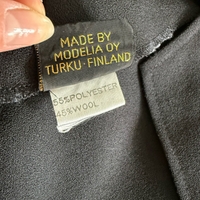 MADE BY
MODELIA OY
TURKU - FINLAND
55%POLYESTER
45%WOOL